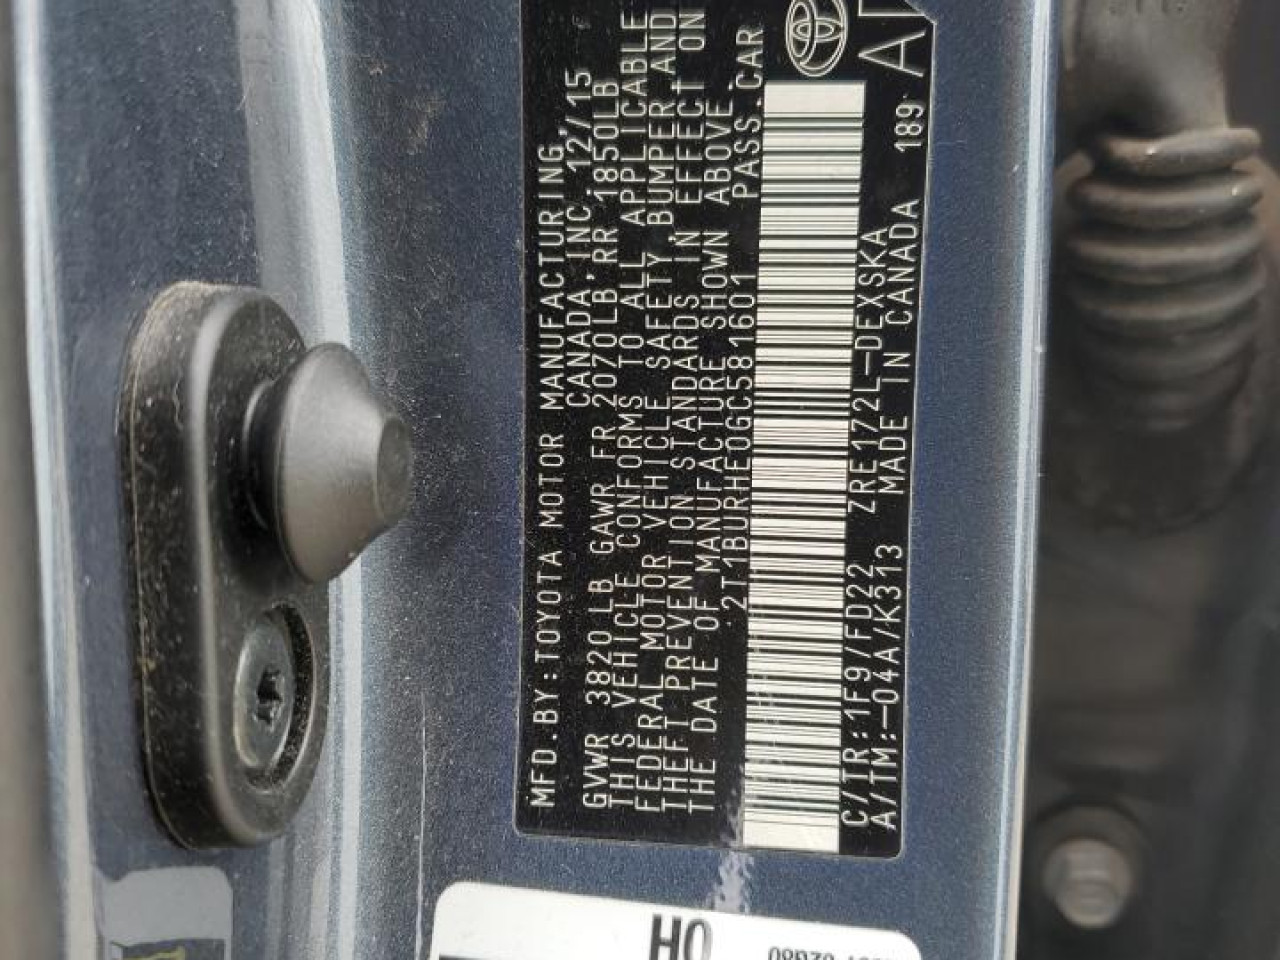 MFD.BY:TOYOTA MOTOR MANUFACTURING,
CANADA,INC. 12/15
GVWR 3820LB GAWR FR 2070LB RR 1850LB
THIS VEHICLE CONFORMS TO ALL APPLICABLE
FEDERAL MOTOR VEHICLE SAFETY BUMPER AND
THEFT PREVENTION STANDARDS IN EFFECT ON
THE DATE OF MANUFACTURE SHOWN ABOVE.
2T1BURHE0GC581601 PASS.CAR
C/TR:1F9/FD22 ZRE172L-DEXSKA 189
A/TM:-04A/K313 MADE IN CANADA
HO